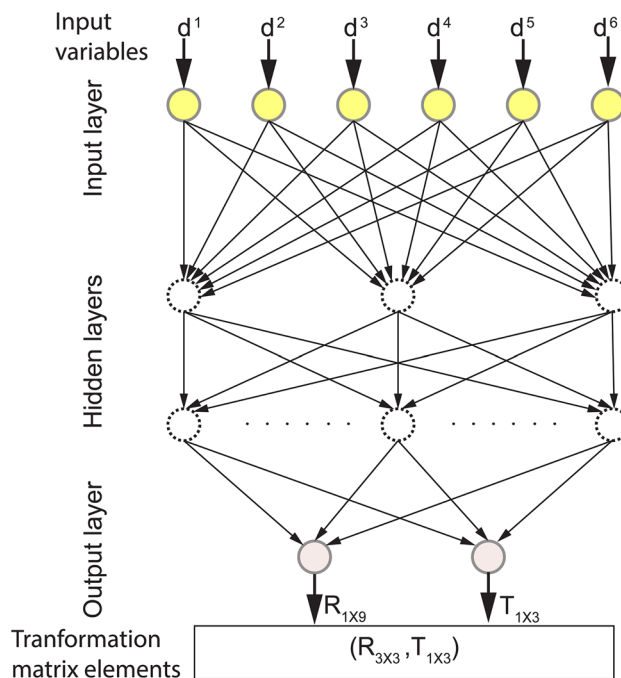 Input
variables
d¹ d² d³ d⁴ d⁵ d⁶
Input layer
Hidden layers
Output layer
R₁X₉ T₁X₃
Tranformation
matrix elements
(R₃X₃ ,T₁X₃)